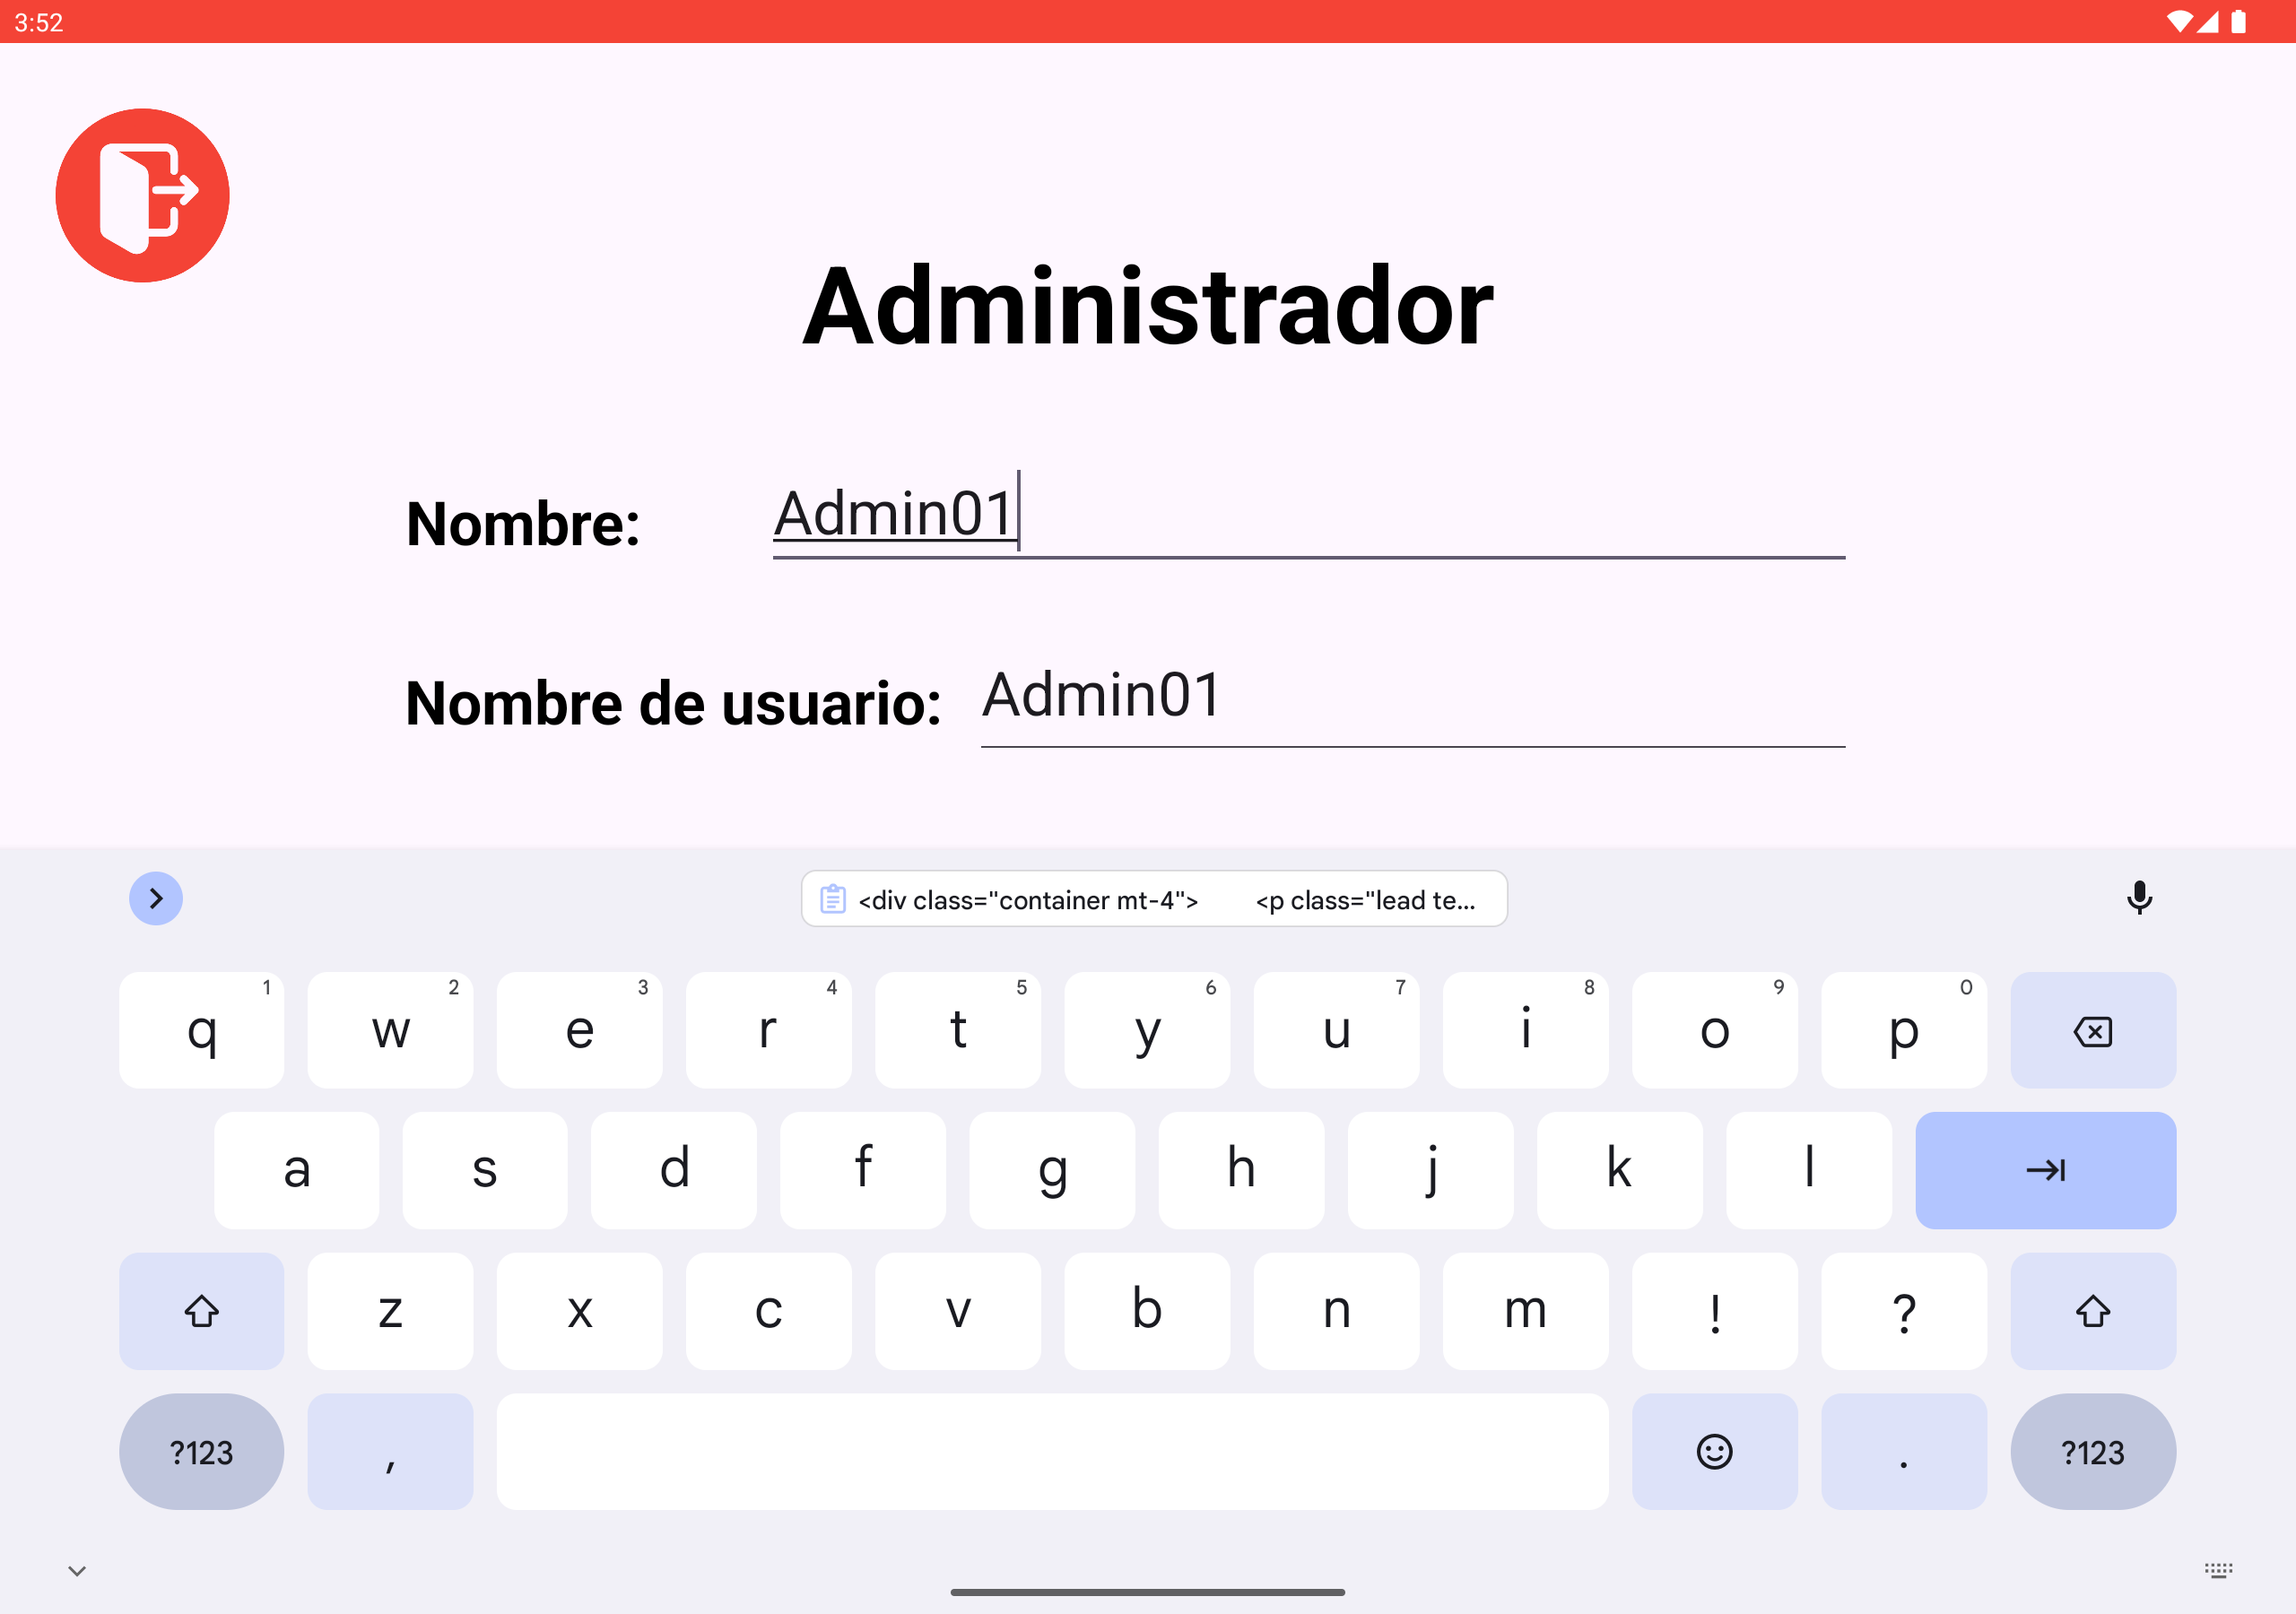 3:52
Administrador
Nombre: Admin01
Nombre de usuario: Admin01
<div class="container mt-4"> <p class="lead te...
q 1 w 2 e 3 r 4 t 5 y 6 u 7 i 8 o 9 p 0
a s d f g h j k l
z x c v b n m ! ?
?123 , . ?123